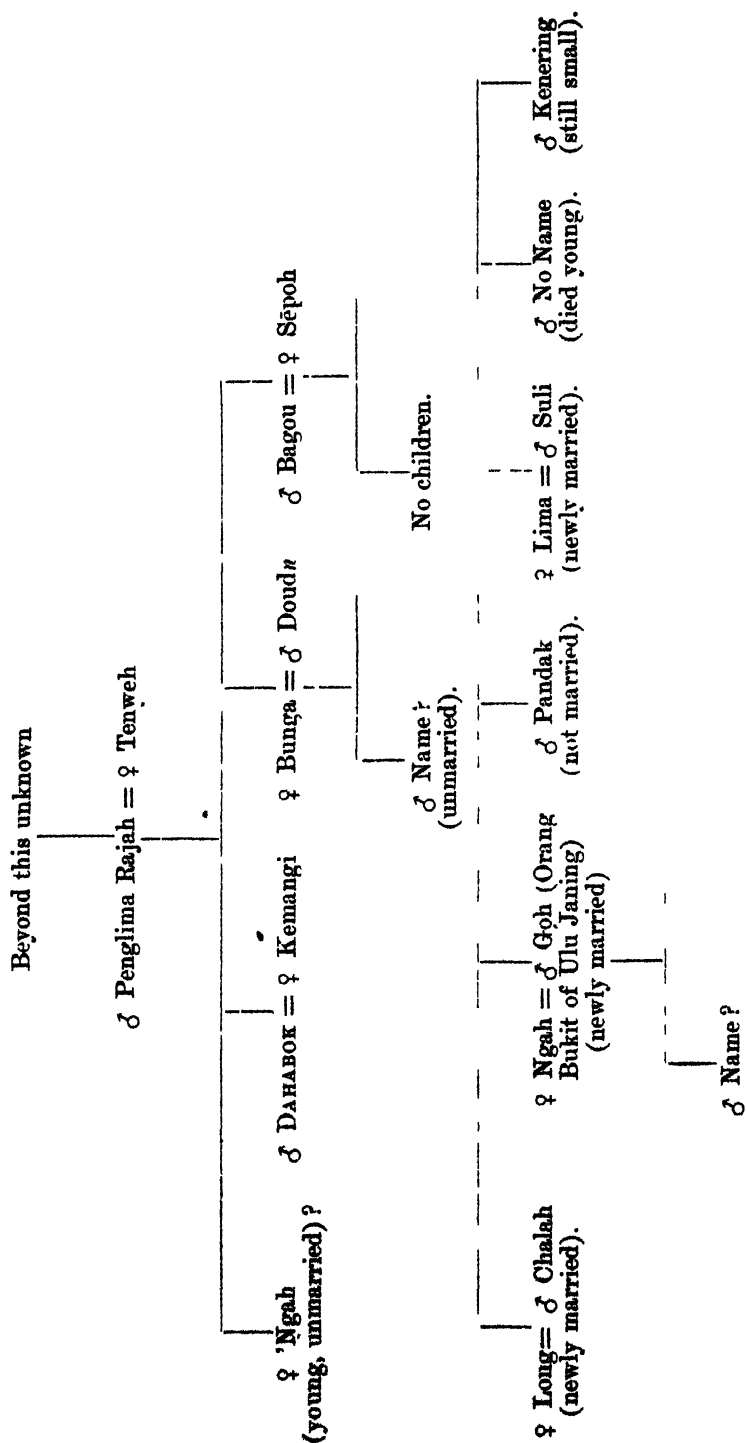 Beyond this unknown
♂ Penglima Rajah = ♀ Tenweh
♀ 'Ngah
(young, unmarried)?
♂ DAHABOK = ♀ Kemangi
♀ Bunga = ♂ Doudn
♂ Bagou = ♀ Sĕpoh
♂ Name?
(unmarried).
No children.
♀ Long = ♂ Chalah
(newly married).
♀ Ngah = ♂ Goh (Orang
Bukit of Ulu Janing)
(newly married)
♂ Pandak
(not married).
♀ Lima = ♂ Suli
(newly married).
♂ No Name
(died young).
♂ Kenering
(still small).
♂ Name?